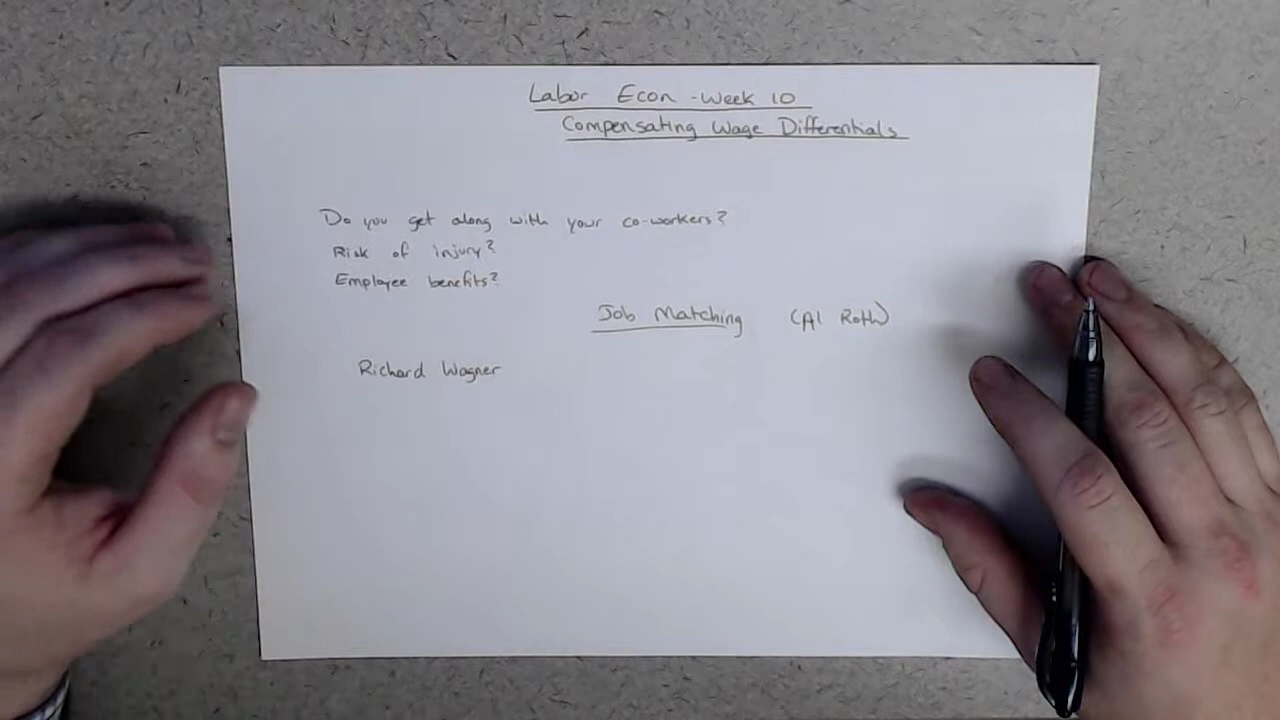 Labor Econ - Week 10
Compensating Wage Differentials
Do you get along with your co-workers?
Risk of injury?
Employee benefits?
Job Matching (Al Roth)
Richard Wagner